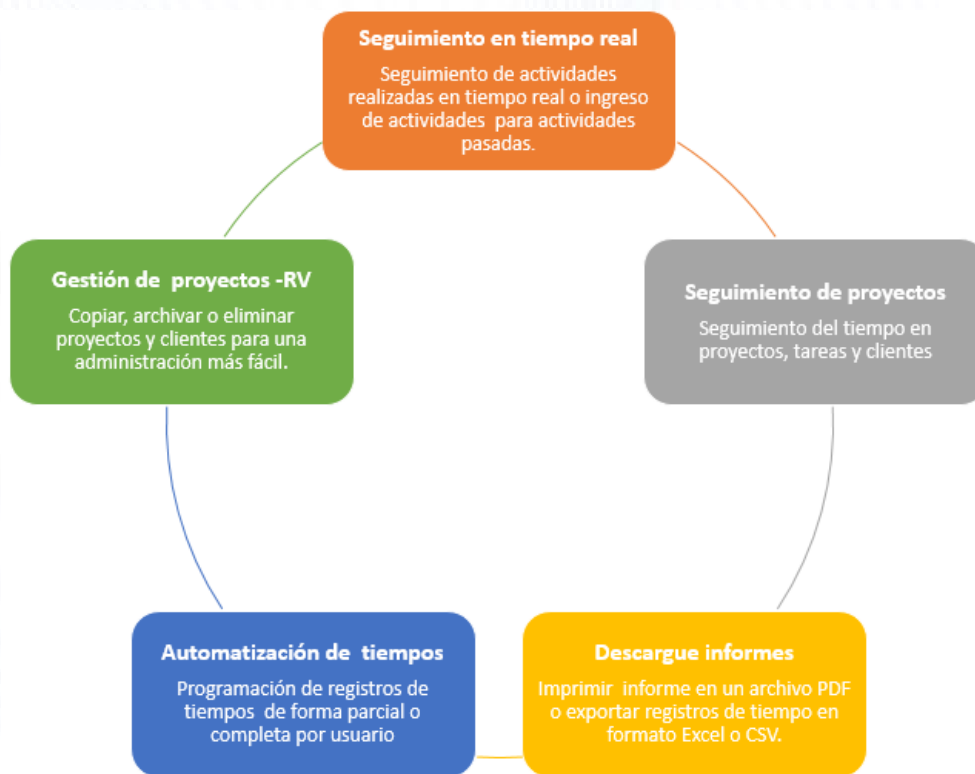 Seguimiento en tiempo real
Seguimiento de actividades
realizadas en tiempo real o ingreso
de actividades para actividades
pasadas.
Gestión de proyectos -RV
Copiar, archivar o eliminar
proyectos y clientes para una
administración más fácil.
Seguimiento de proyectos
Seguimiento del tiempo en
proyectos, tareas y clientes
Automatización de tiempos
Programación de registros de
tiempos de forma parcial o
completa por usuario
Descargue informes
Imprimir informe en un archivo PDF
o exportar registros de tiempo en
formato Excel o CSV.